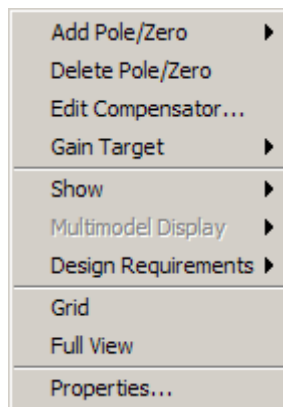 Add Pole/Zero
Delete Pole/Zero
Edit Compensator...
Gain Target
Show
Multimodel Display
Design Requirements
Grid
Full View
Properties...